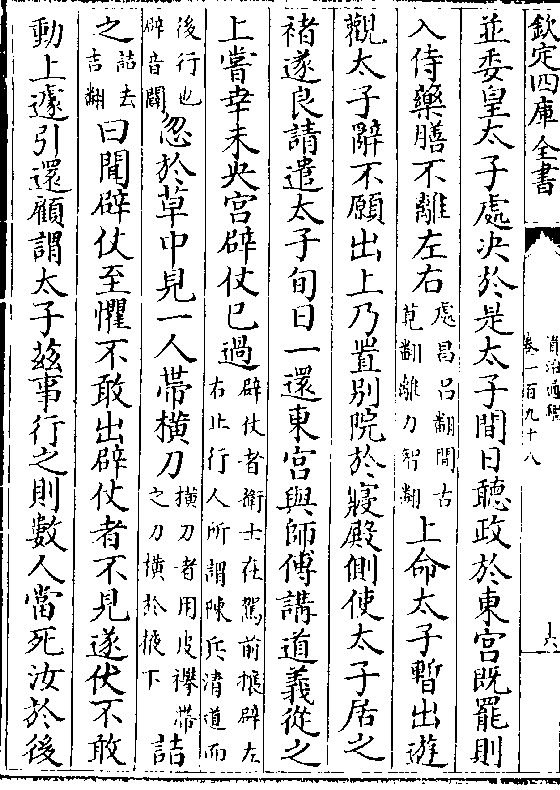 欽定四庫全書
資治通鑑
卷一百九十八
十六
並委皇太子處决於是太子間日聽政於東宫既罷則
入侍藥膳不離左右處昌呂翻間古莧翻離力智翻上命太子暫出遊
觀太子辭不願出上乃置别院於寢殿側使太子居之
褚遂良請遣太子旬日一還東宫與師傅講道義從之
上嘗幸未央宫辟仗已過辟仗者衛士在駕前攘辟左右止行人所謂陳兵清道而
後行也辟音闢忽於草中見一人帶橫刀橫刀者用皮襻帶之刀橫於掖下詰
之詰去吉翻曰聞辟仗至懼不敢出辟仗者不見遂伏不敢
動上遽引還顧謂太子兹事行之則數人當死汝於後